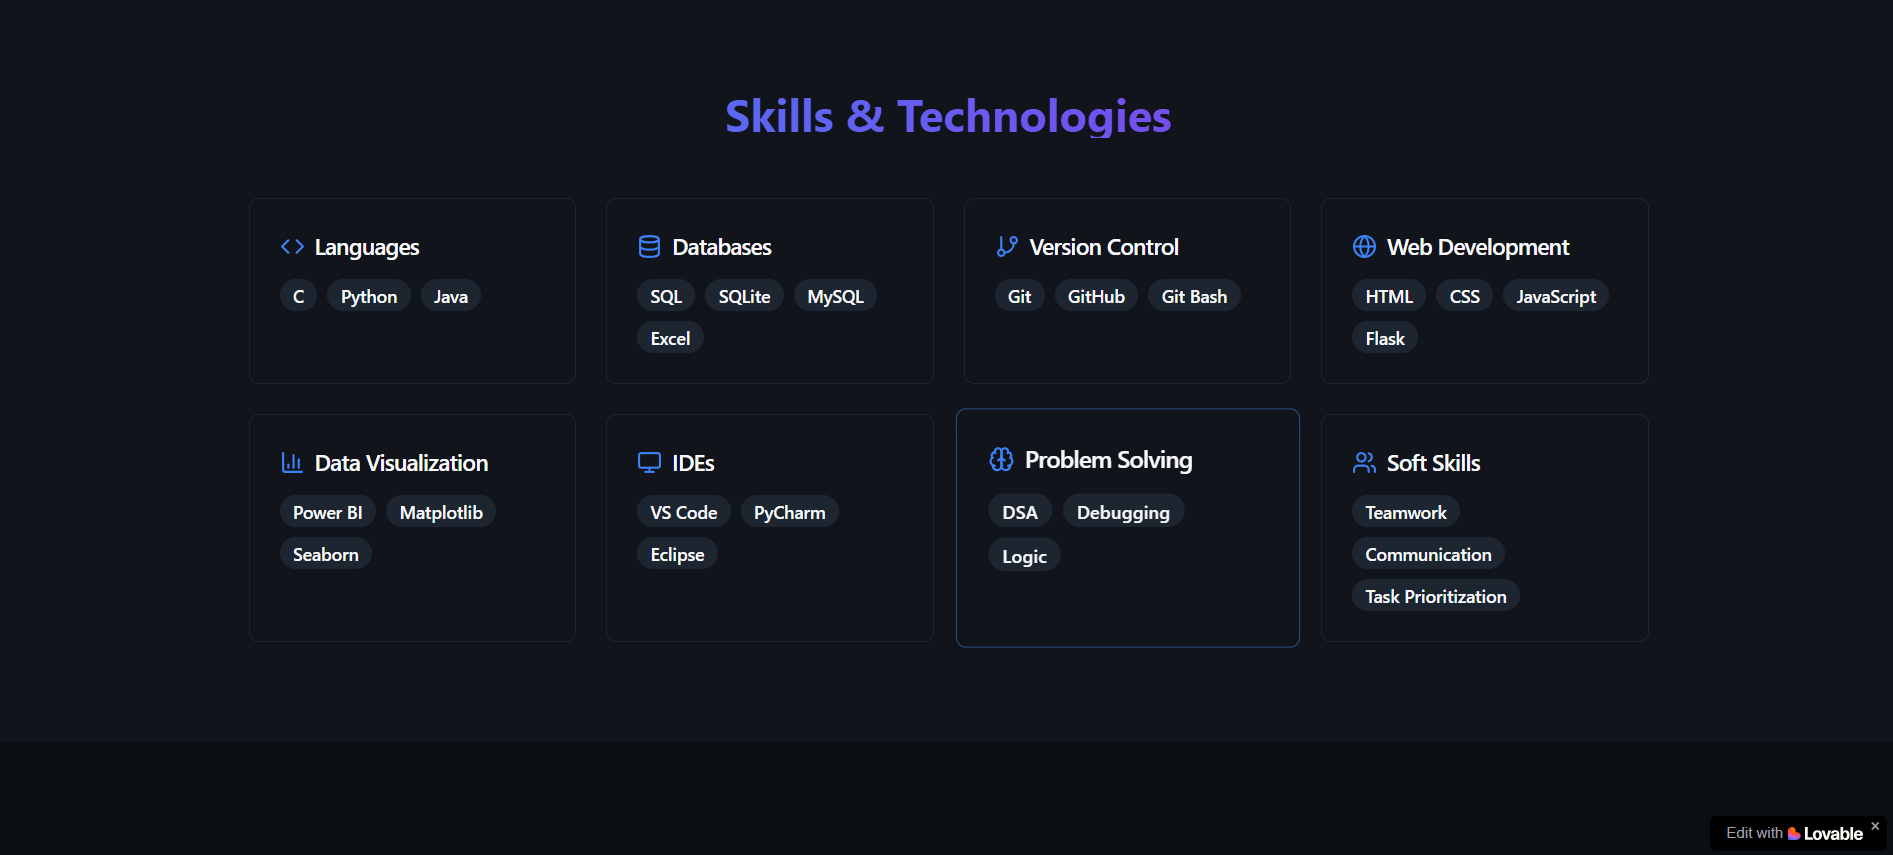 Skills & Technologies
Languages
C Python Java
Databases
SQL SQLite MySQL
Excel
Version Control
Git GitHub Git Bash
Web Development
HTML CSS JavaScript
Flask
Data Visualization
Power BI Matplotlib
Seaborn
IDEs
VS Code PyCharm
Eclipse
Problem Solving
DSA Debugging
Logic
Soft Skills
Teamwork
Communication
Task Prioritization
Edit with Lovable ×